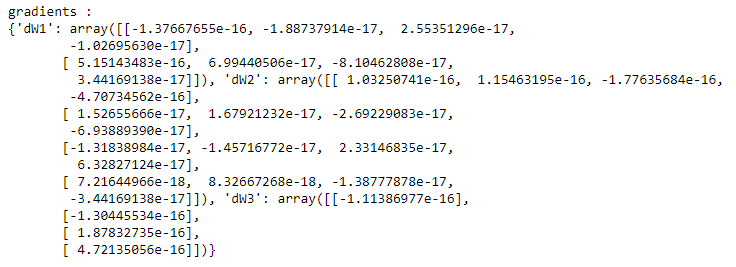 gradients :
{'dW1': array([[-1.37667655e-16, -1.88737914e-17,  2.55351296e-17,
        -1.02695630e-17],
       [ 5.15143483e-16,  6.99440506e-17, -8.10462808e-17,
         3.44169138e-17]]), 'dW2': array([[ 1.03250741e-16,  1.15463195e-16, -1.77635684e-16,
        -4.70734562e-16],
       [ 1.52655666e-17,  1.67921232e-17, -2.69229083e-17,
        -6.93889390e-17],
       [-1.31838984e-17, -1.45716772e-17,  2.33146835e-17,
         6.32827124e-17],
       [ 7.21644966e-18,  8.32667268e-18, -1.38777878e-17,
        -3.44169138e-17]]), 'dW3': array([[-1.11386977e-16],
       [-1.30445534e-16],
       [ 1.87832735e-16],
       [ 4.72135056e-16]])}